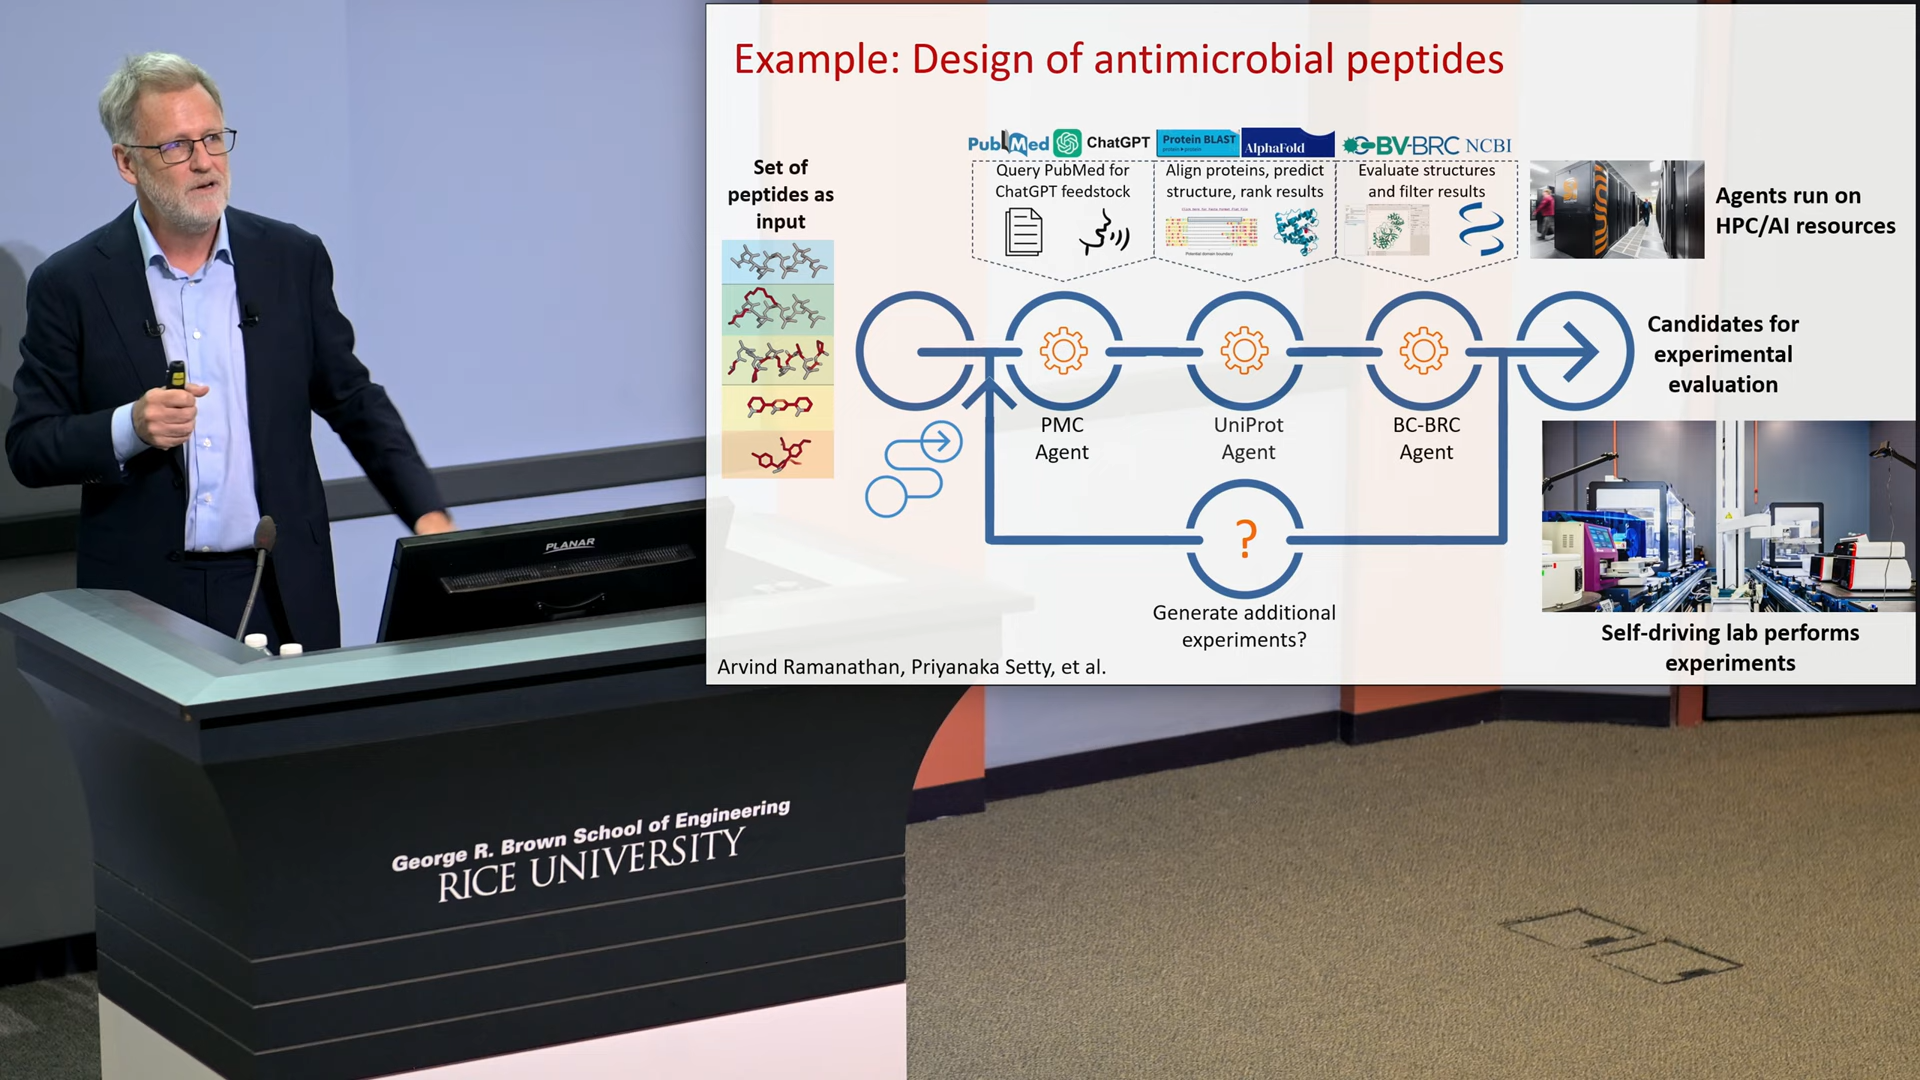 Example: Design of antimicrobial peptides
Set of
peptides as
input
PubMed
ChatGPT
Protein BLAST
AlphaFold
BV-BRC
NCBI
Query PubMed for
ChatGPT feedstock
Align proteins, predict
structure, rank results
Evaluate structures
and filter results
Potential domain boundary
Agents run on
HPC/AI resources
Candidates for
experimental
evaluation
PMC
Agent
UniProt
Agent
BC-BRC
Agent
?
Generate additional
experiments?
Self-driving lab performs
experiments
Arvind Ramanathan, Priyanaka Setty, et al.
PLANAR
George R. Brown School of Engineering
RICE UNIVERSITY